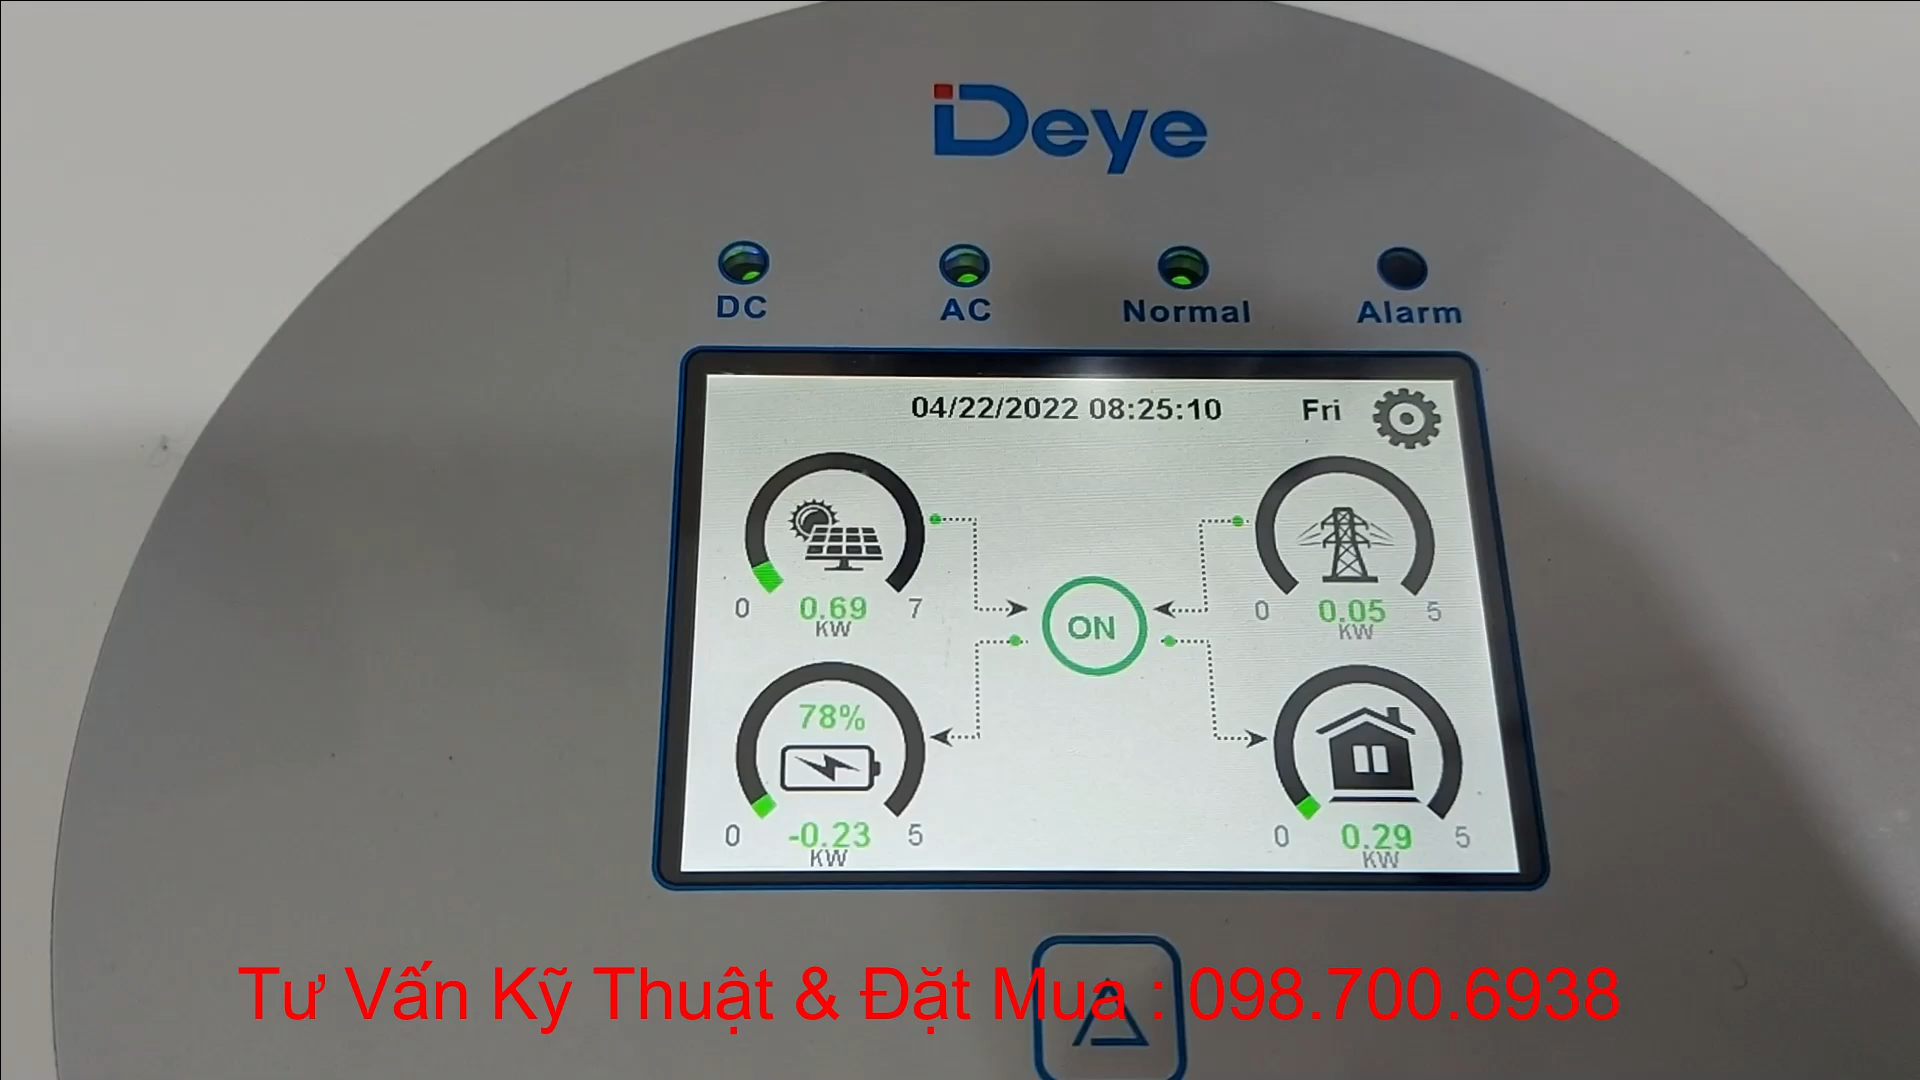 Deye
DC AC Normal Alarm
04/22/2022 08:25:10 Fri
0 0.69 7
KW
0 0.05 5
KW
ON
78%
0 -0.23 5
KW
0 0.29 5
KW
Tư Vấn Kỹ Thuật & Đặt Mua : 098.700.6938